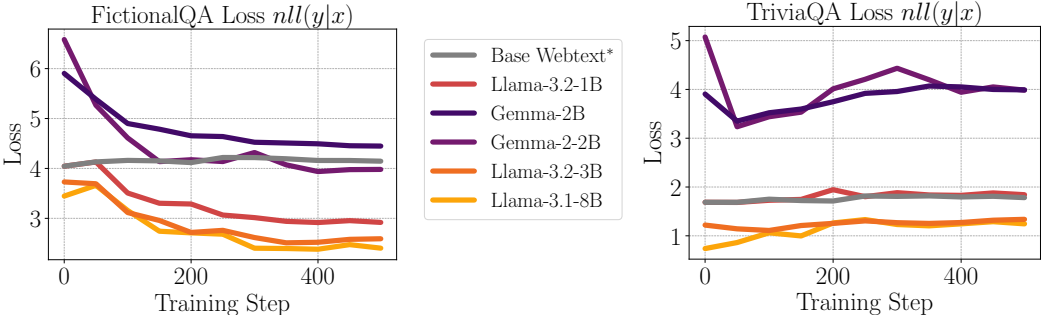 FictionalQA Loss nll(y|x)
Loss
6
5
4
3
0
200
400
Training Step
Base Webtext*
Llama-3.2-1B
Gemma-2B
Gemma-2-2B
Llama-3.2-3B
Llama-3.1-8B
TriviaQA Loss nll(y|x)
Loss
5
4
3
2
1
0
200
400
Training Step